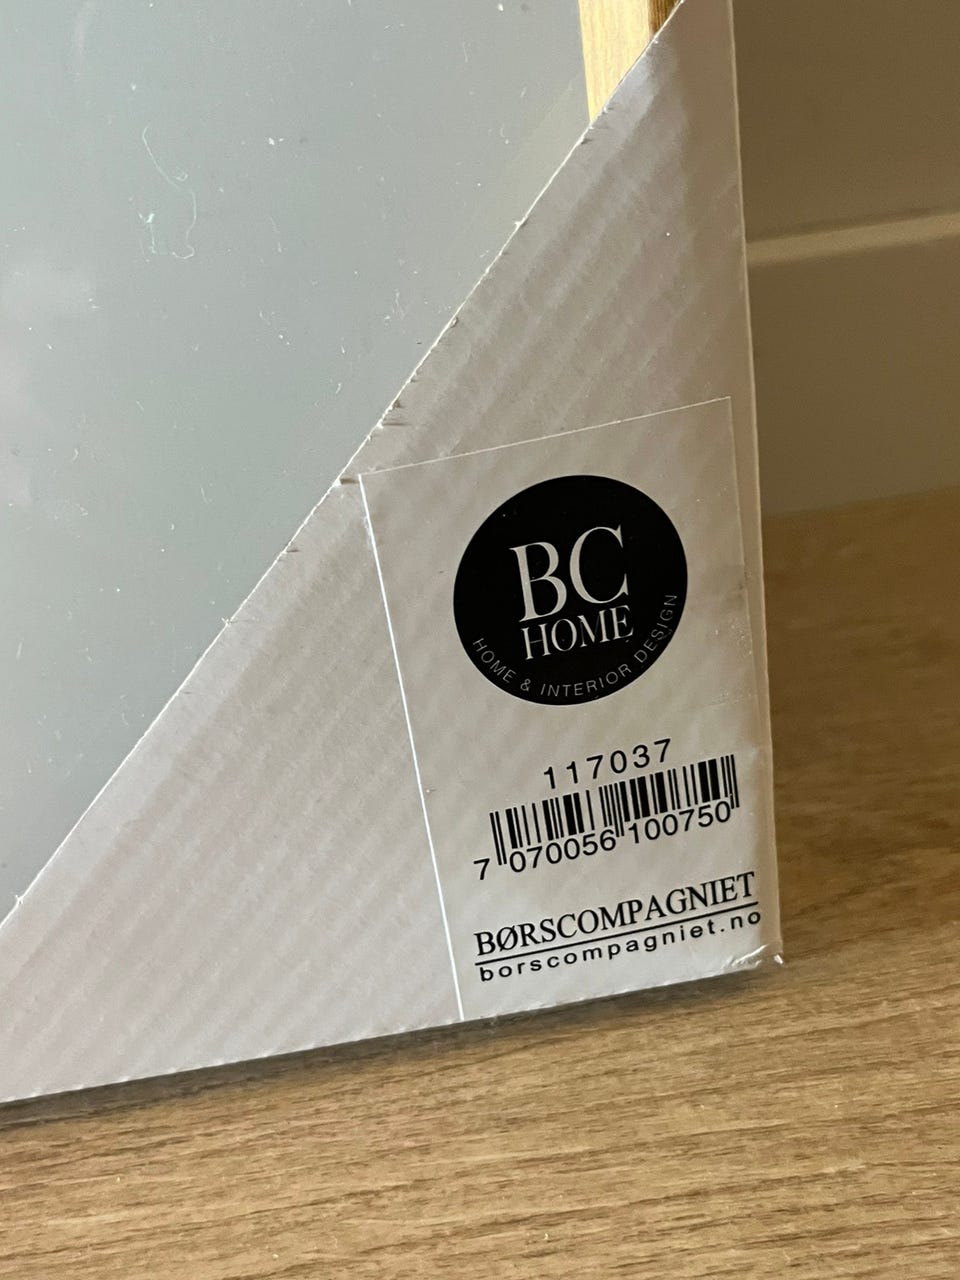 BC
HOME
HOME & INTERIOR DESIGN
117037
7 070056 100750
BØRSCOMPAGNIET
borscompagniet.no